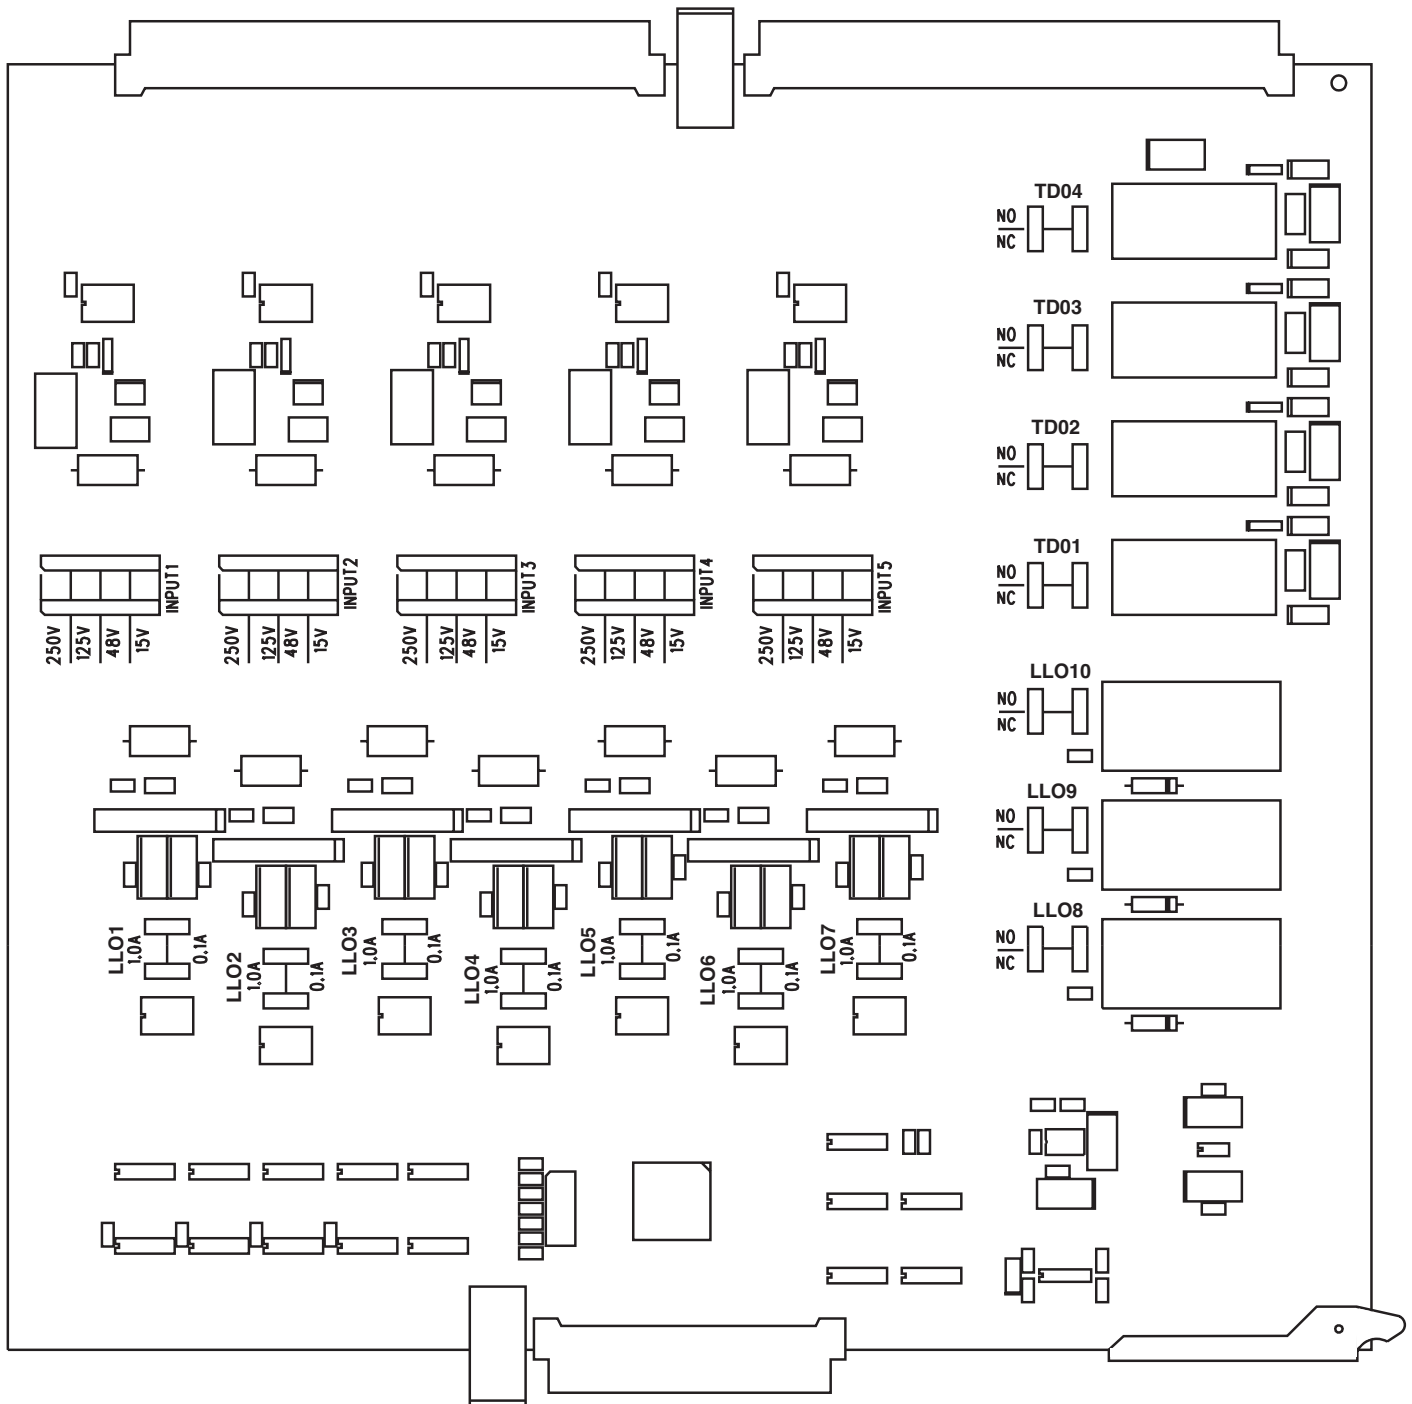 TD04
NO
NC
TD03
NO
NC
TD02
NO
NC
TD01
NO
NC
INPUT1
INPUT2
INPUT3
INPUT4
INPUT5
250V 125V 48V 15V
250V 125V 48V 15V
250V 125V 48V 15V
250V 125V 48V 15V
250V 125V 48V 15V
LLO10
NO
NC
LLO9
NO
NC
LLO8
NO
NC
LLO1
1.0A
0.1A
LLO2
1.0A
0.1A
LLO3
1.0A
0.1A
LLO4
1.0A
0.1A
LLO5
1.0A
0.1A
LLO6
1.0A
0.1A
LLO7
1.0A
0.1A